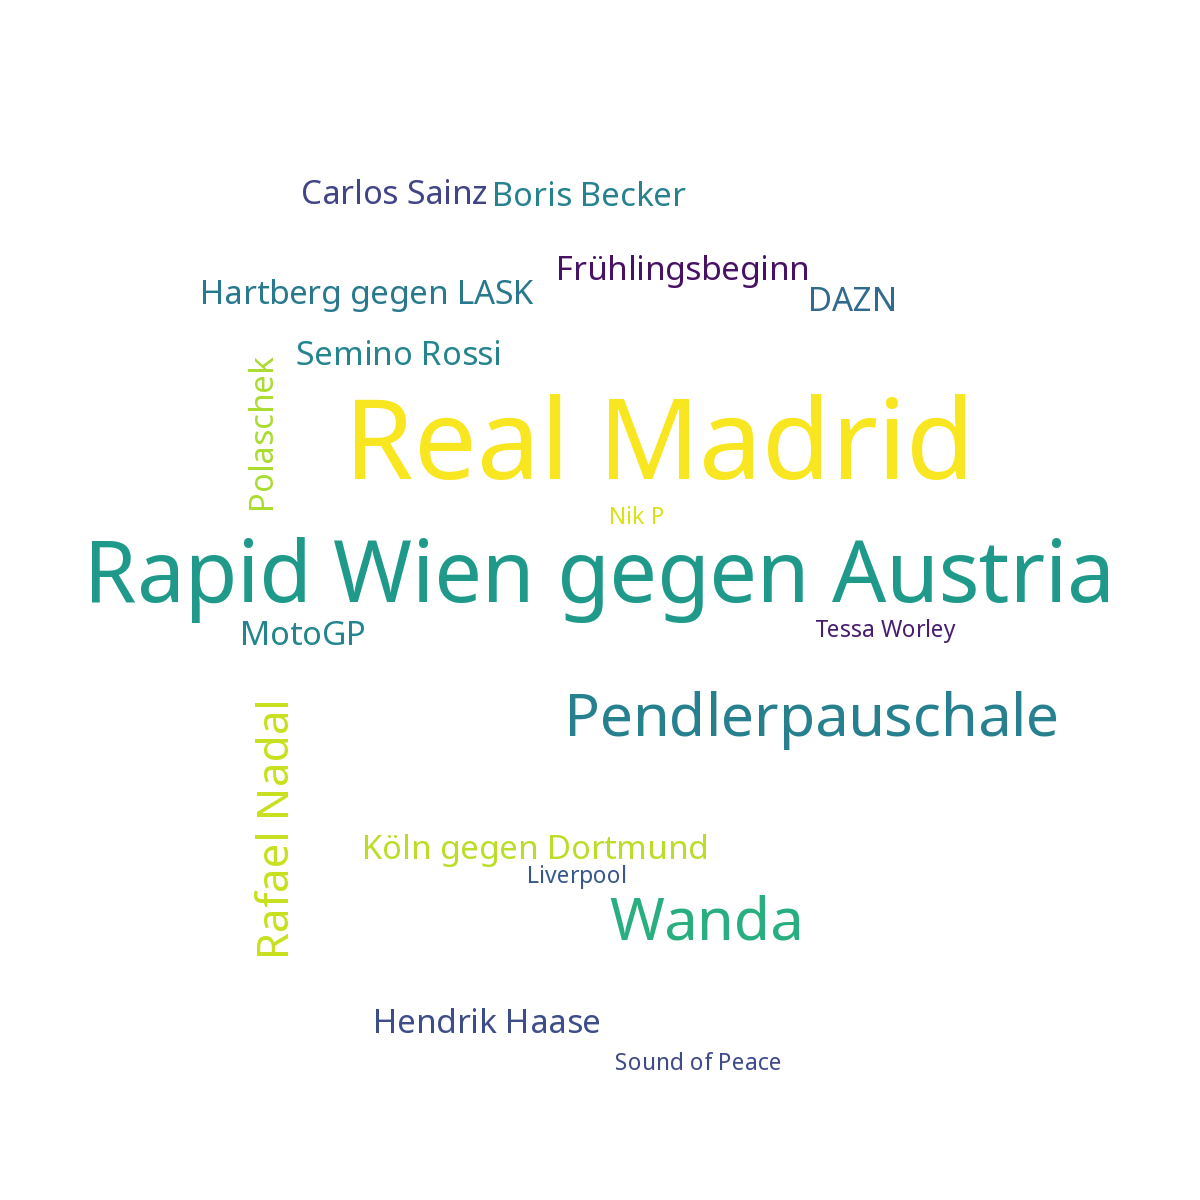 Carlos Sainz
Boris Becker
Frühlingsbeginn
Hartberg gegen LASK
DAZN
Semino Rossi
Polaschek
Real Madrid
Nik P
Rapid Wien gegen Austria
MotoGP
Tessa Worley
Pendlerpauschale
Rafael Nadal
Köln gegen Dortmund
Liverpool
Wanda
Hendrik Haase
Sound of Peace